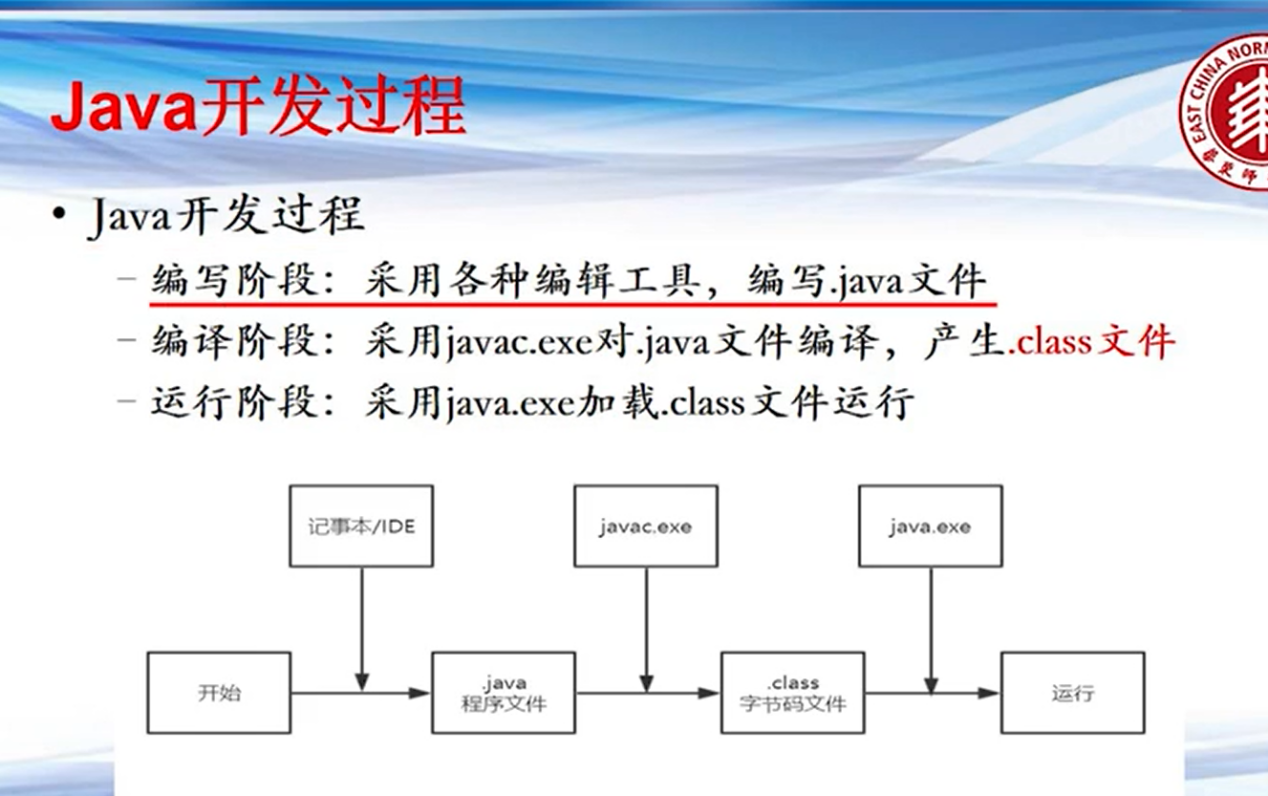 Java开发过程
EAST CHINA NORM
• Java开发过程
– 编写阶段：采用各种编辑工具，编写.java文件
– 编译阶段：采用javac.exe对.java文件编译，产生.class文件
– 运行阶段：采用java.exe加载.class文件运行
记事本/IDE
javac.exe
java.exe
开始
.java
程序文件
.class
字节码文件
运行